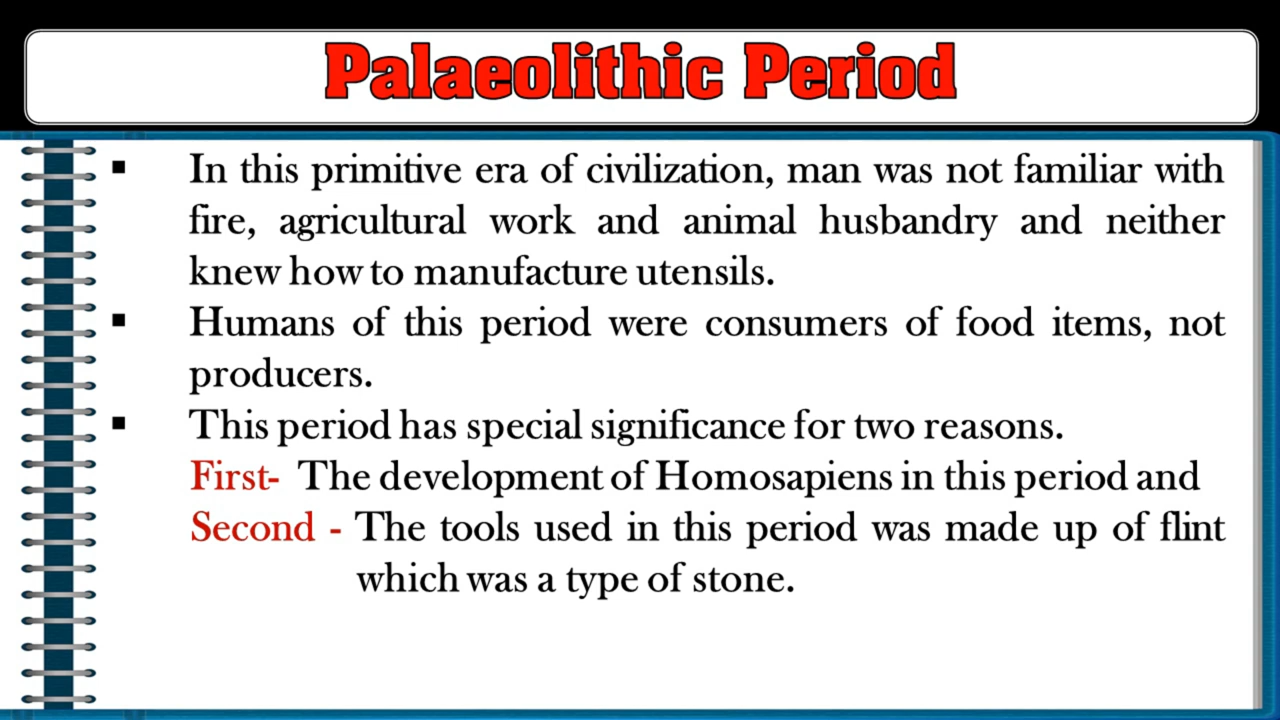 Palaeolithic Period
▪ In this primitive era of civilization, man was not familiar with
fire, agricultural work and animal husbandry and neither
knew how to manufacture utensils.
▪ Humans of this period were consumers of food items, not
producers.
▪ This period has special significance for two reasons.
First- The development of Homosapiens in this period and
Second - The tools used in this period was made up of flint
which was a type of stone.